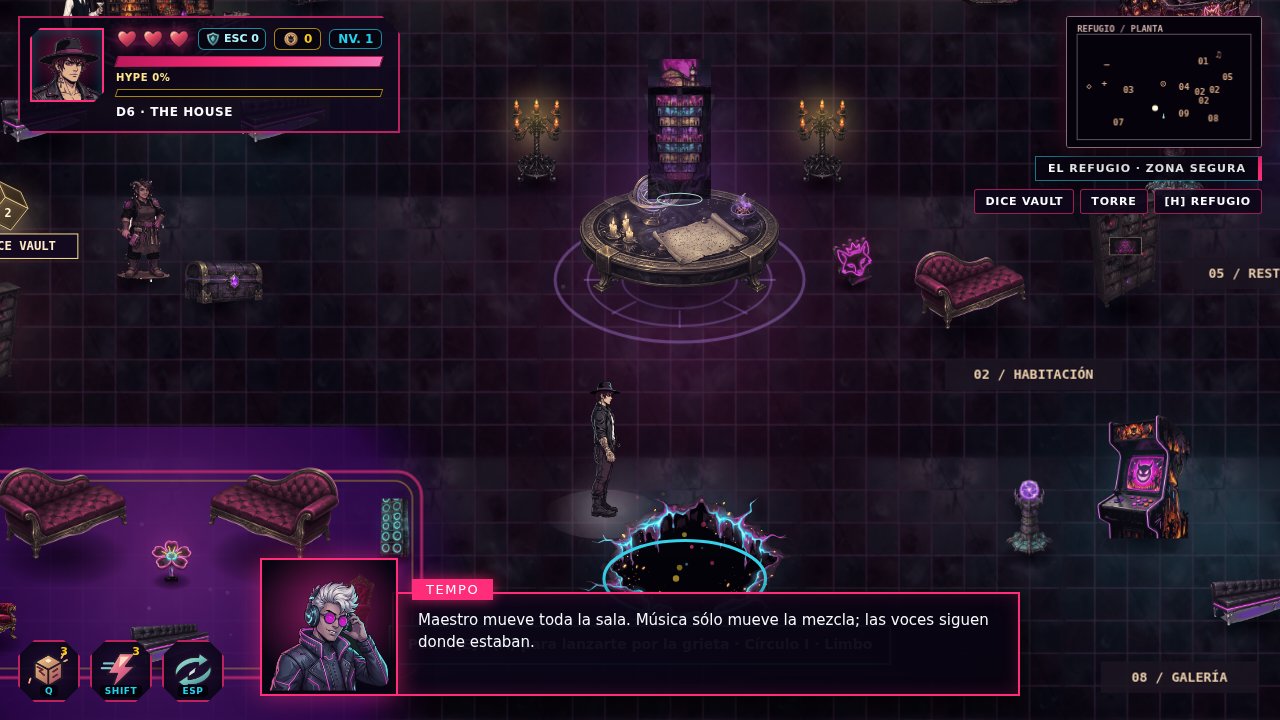 ESC 0
0
NV. 1
HYPE 0%
D6 · THE HOUSE
REFUGIO / PLANTA
01
05
03
04
02
02
02
09
07
08
EL REFUGIO · ZONA SEGURA
DICE VAULT
TORRE
[H] REFUGIO
2
CE VAULT
05 / REST
02 / HABITACIÓN
TEMPO
Maestro mueve toda la sala. Música sólo mueve la mezcla; las voces siguen
donde estaban.
ara lanzarte por la grieta · Círculo I · Limbo
3
Q
3
SHIFT
ESP
08 / GALERÍA